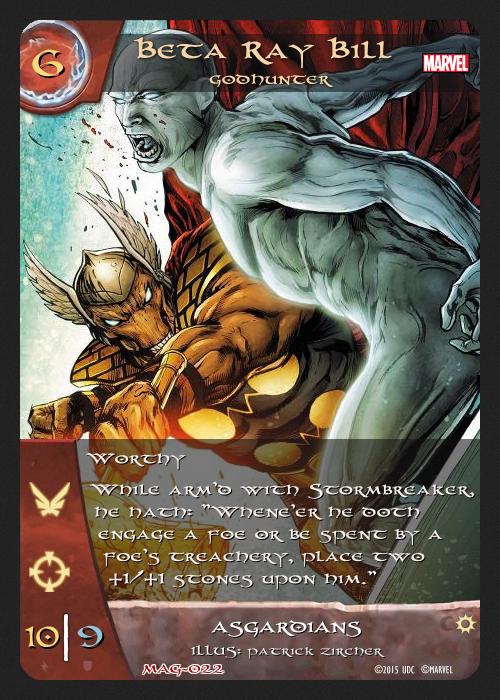 6
Beta Ray Bill
Godhunter
MARVEL
Worthy
While arm'd with Stormbreaker,
he hath: "Whene'er he doth
engage a foe or be spent by a
foe's treachery, place two
+1/+1 stones upon him."
10 | 9
Asgardians
Illus: Patrick Zircher
MAG-022
©2015 UDC ©MARVEL